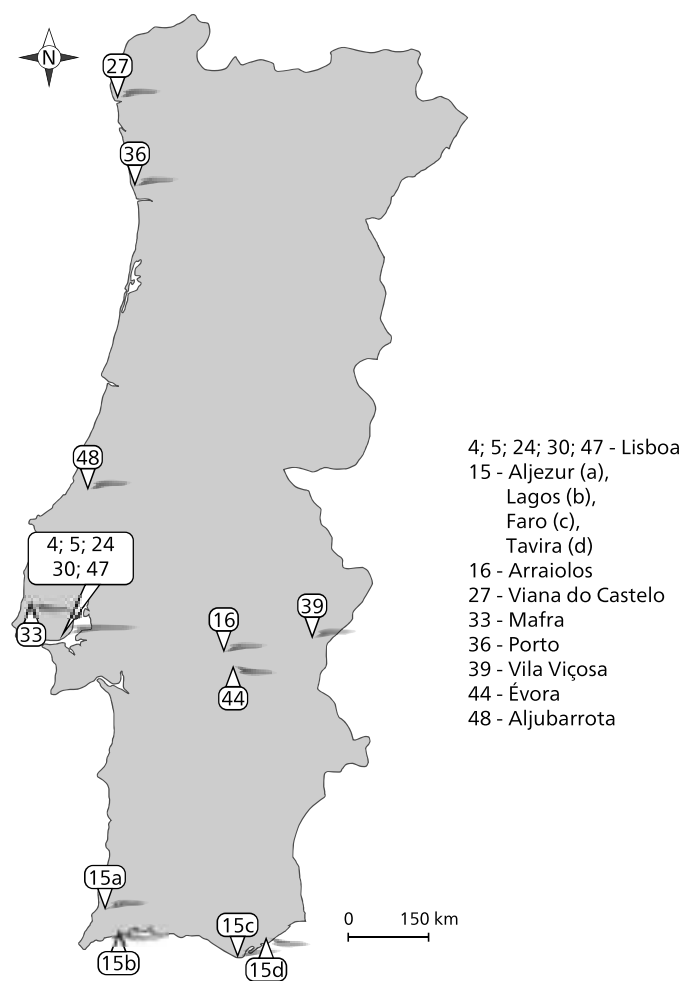 N
27
36
48
4; 5; 24
30; 47
33
16
39
44
15a
15b
15c
15d
0 150 km
4; 5; 24; 30; 47 - Lisboa
15 - Aljezur (a),
Lagos (b),
Faro (c),
Tavira (d)
16 - Arraiolos
27 - Viana do Castelo
33 - Mafra
36 - Porto
39 - Vila Viçosa
44 - Évora
48 - Aljubarrota